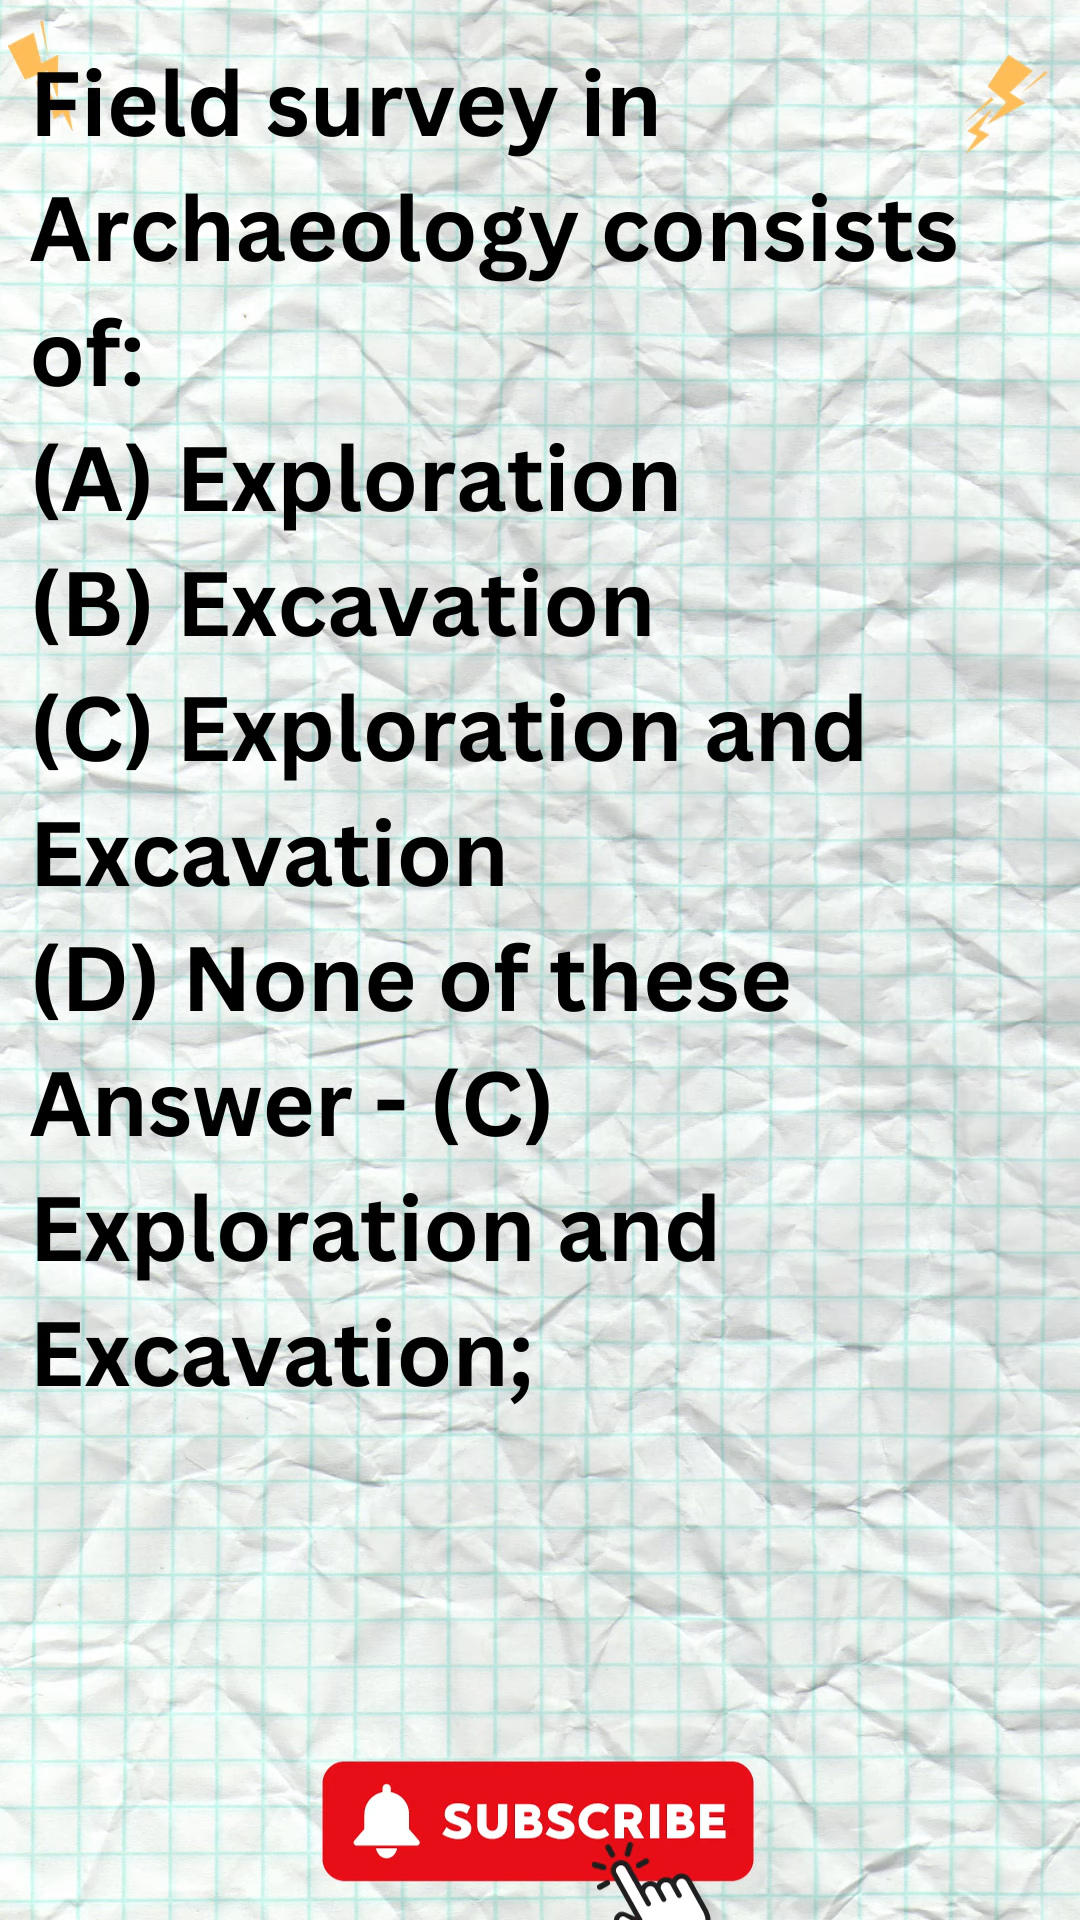 Field survey in
Archaeology consists
of:
(A) Exploration
(B) Excavation
(C) Exploration and
Excavation
(D) None of these
Answer - (C)
Exploration and
Excavation;
SUBSCRIBE